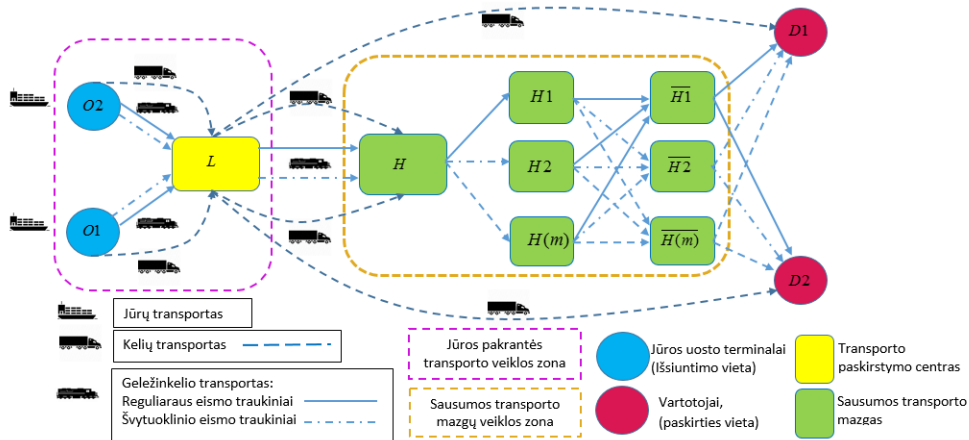 D1
O2
H1
H1
L
H
H2
H2
O1
H(m)
H(m)
D2
Jūrų transportas
Kelių transportas
Geležinkelio transportas:
Reguliaraus eismo traukiniai
Švytuoklinio eismo traukiniai
Jūros pakrantės
transporto veiklos zona
Sausumos transporto
mazgų veiklos zona
Jūros uosto terminalai
(Išsiuntimo vieta)
Vartotojai,
(paskirties vieta)
Transporto
paskirstymo centras
Sausumos transporto
mazgas